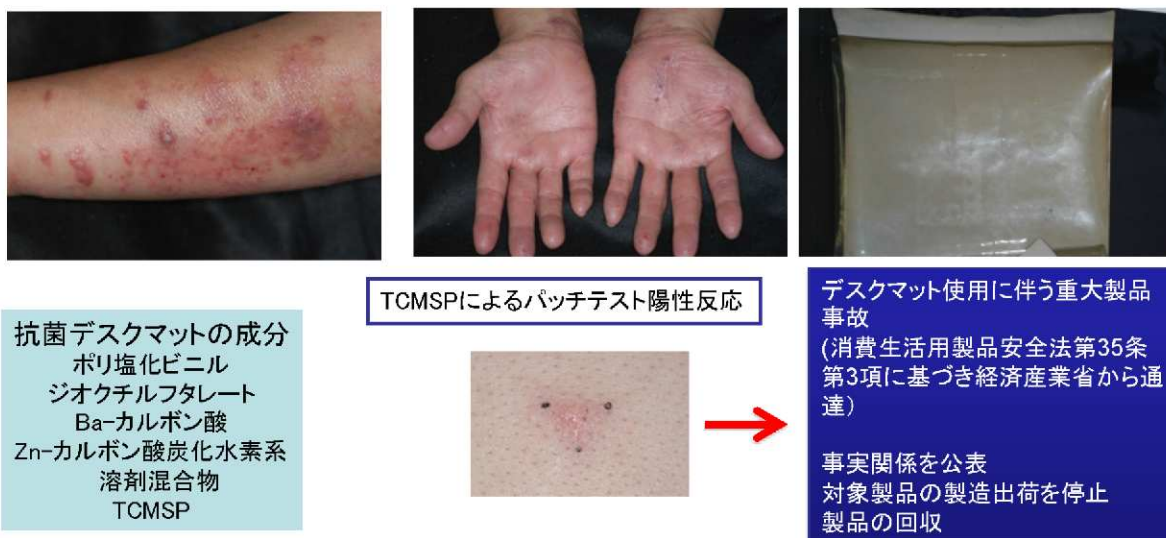 抗菌デスクマットの成分
ポリ塩化ビニル
ジオクチルフタレート
Ba-カルボン酸
Zn-カルボン酸炭化水素系
溶剤混合物
TCMSP
TCMSPによるパッチテスト陽性反応
デスクマット使用に伴う重大製品
事故
(消費生活用製品安全法第35条
第3項に基づき経済産業省から通
達)
事実関係を公表
対象製品の製造出荷を停止
製品の回収